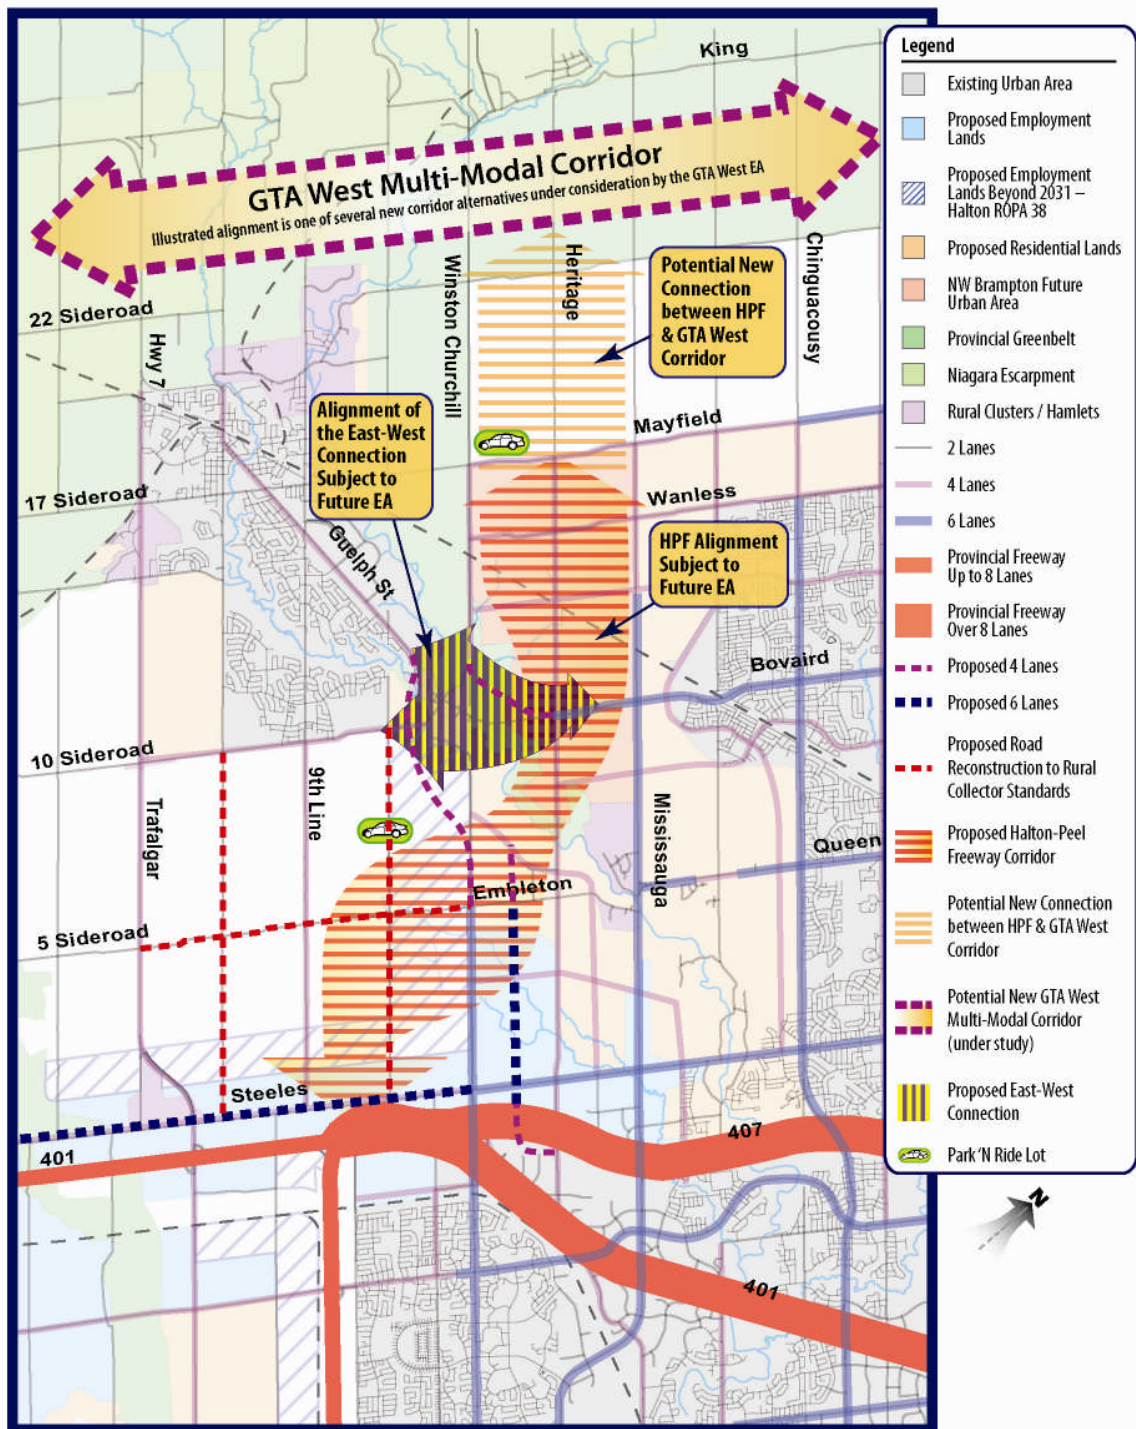 King
GTA West Multi-Modal Corridor
Illustrated alignment is one of several new corridor alternatives under consideration by the GTA West EA
22 Sideroad
Hwy 7
Winston Churchill
Heritage
Chinguacousy
Potential New
Connection
between HPF
& GTA West
Corridor
Alignment of
the East-West
Connection
Subject to
Future EA
Mayfield
17 Sideroad
Wanless
Guelph St
HPF Alignment
Subject to
Future EA
Bovaird
10 Sideroad
Trafalgar
9th Line
Mississauga
Queen
Embleton
5 Sideroad
Steeles
401
407
401
Legend
Existing Urban Area
Proposed Employment
Lands
Proposed Employment
Lands Beyond 2031 –
Halton ROPA 38
Proposed Residential Lands
NW Brampton Future
Urban Area
Provincial Greenbelt
Niagara Escarpment
Rural Clusters / Hamlets
2 Lanes
4 Lanes
6 Lanes
Provincial Freeway
Up to 8 Lanes
Provincial Freeway
Over 8 Lanes
Proposed 4 Lanes
Proposed 6 Lanes
Proposed Road
Reconstruction to Rural
Collector Standards
Proposed Halton-Peel
Freeway Corridor
Potential New Connection
between HPF & GTA West
Corridor
Potential New GTA West
Multi-Modal Corridor
(under study)
Proposed East-West
Connection
Park 'N Ride Lot
N